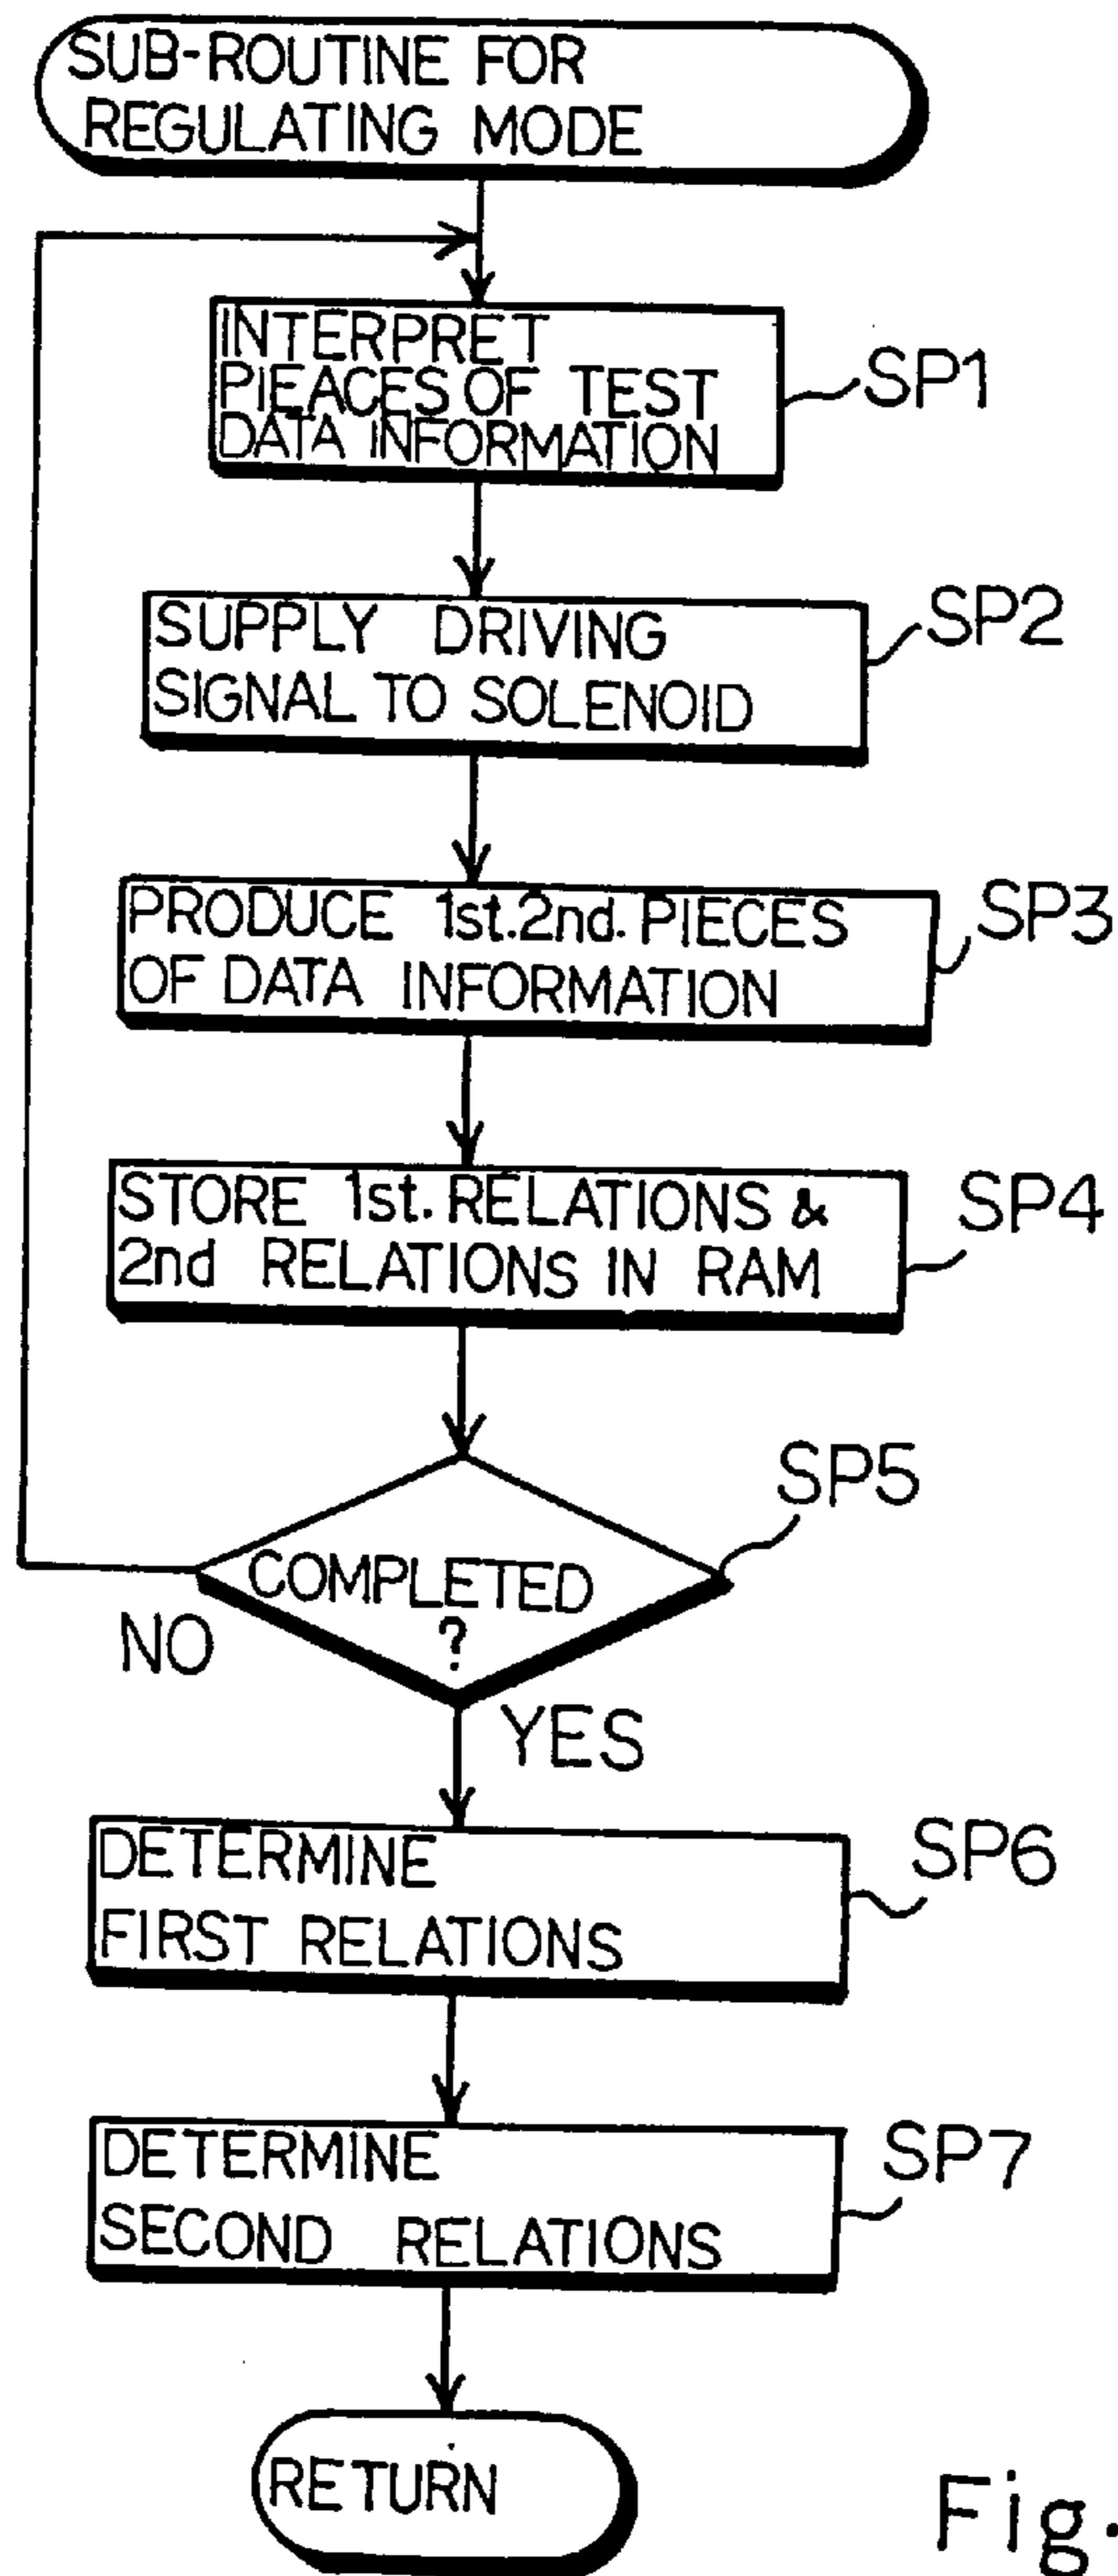 SUB-ROUTINE FOR
REGULATING MODE
INTERPRET
PIEACES OF TEST
DATA INFORMATION
SP1
SUPPLY DRIVING
SIGNAL TO SOLENOID
SP2
PRODUCE 1st.2nd. PIECES
OF DATA INFORMATION
SP3
STORE 1st. RELATIONS &
2nd RELATIONS IN RAM
SP4
COMPLETED
?
SP5
NO
YES
DETERMINE
FIRST RELATIONS
SP6
DETERMINE
SECOND RELATIONS
SP7
RETURN
Fig.